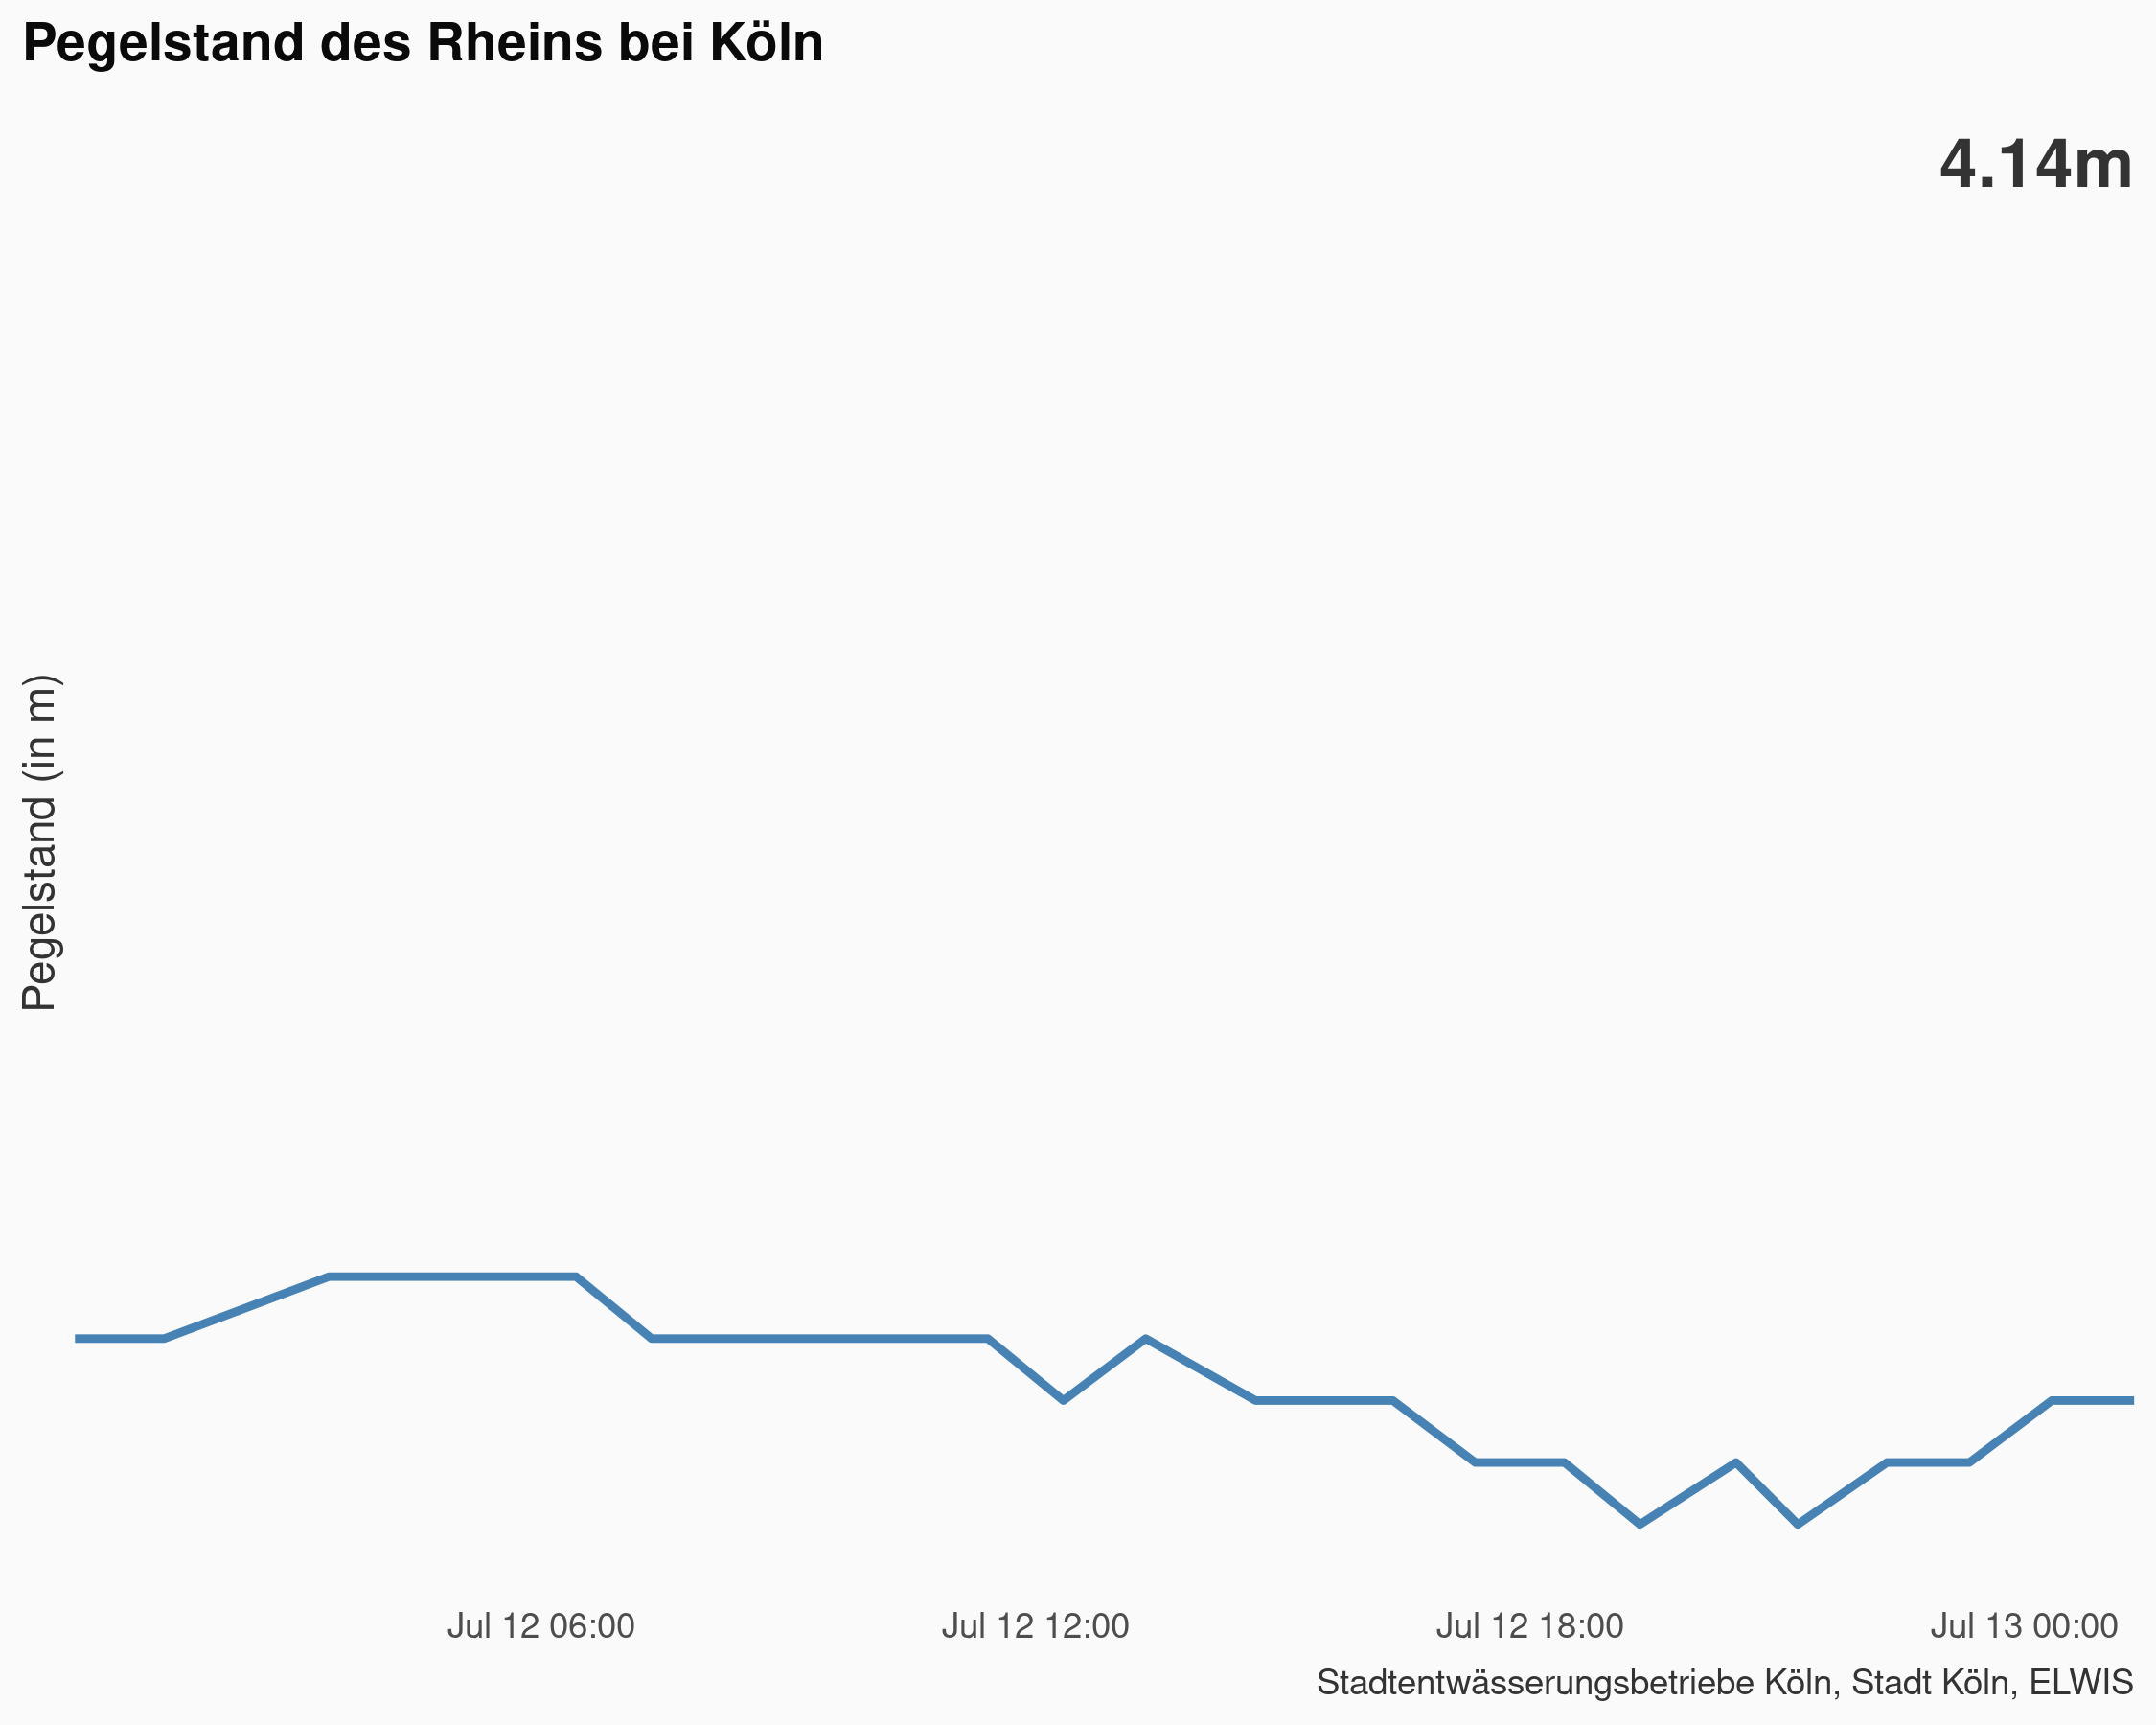 Pegelstand des Rheins bei Köln
4.14m
Pegelstand (in m)
Jul 12 06:00
Jul 12 12:00
Jul 12 18:00
Jul 13 00:00
Stadtentwässerungsbetriebe Köln, Stadt Köln, ELWIS